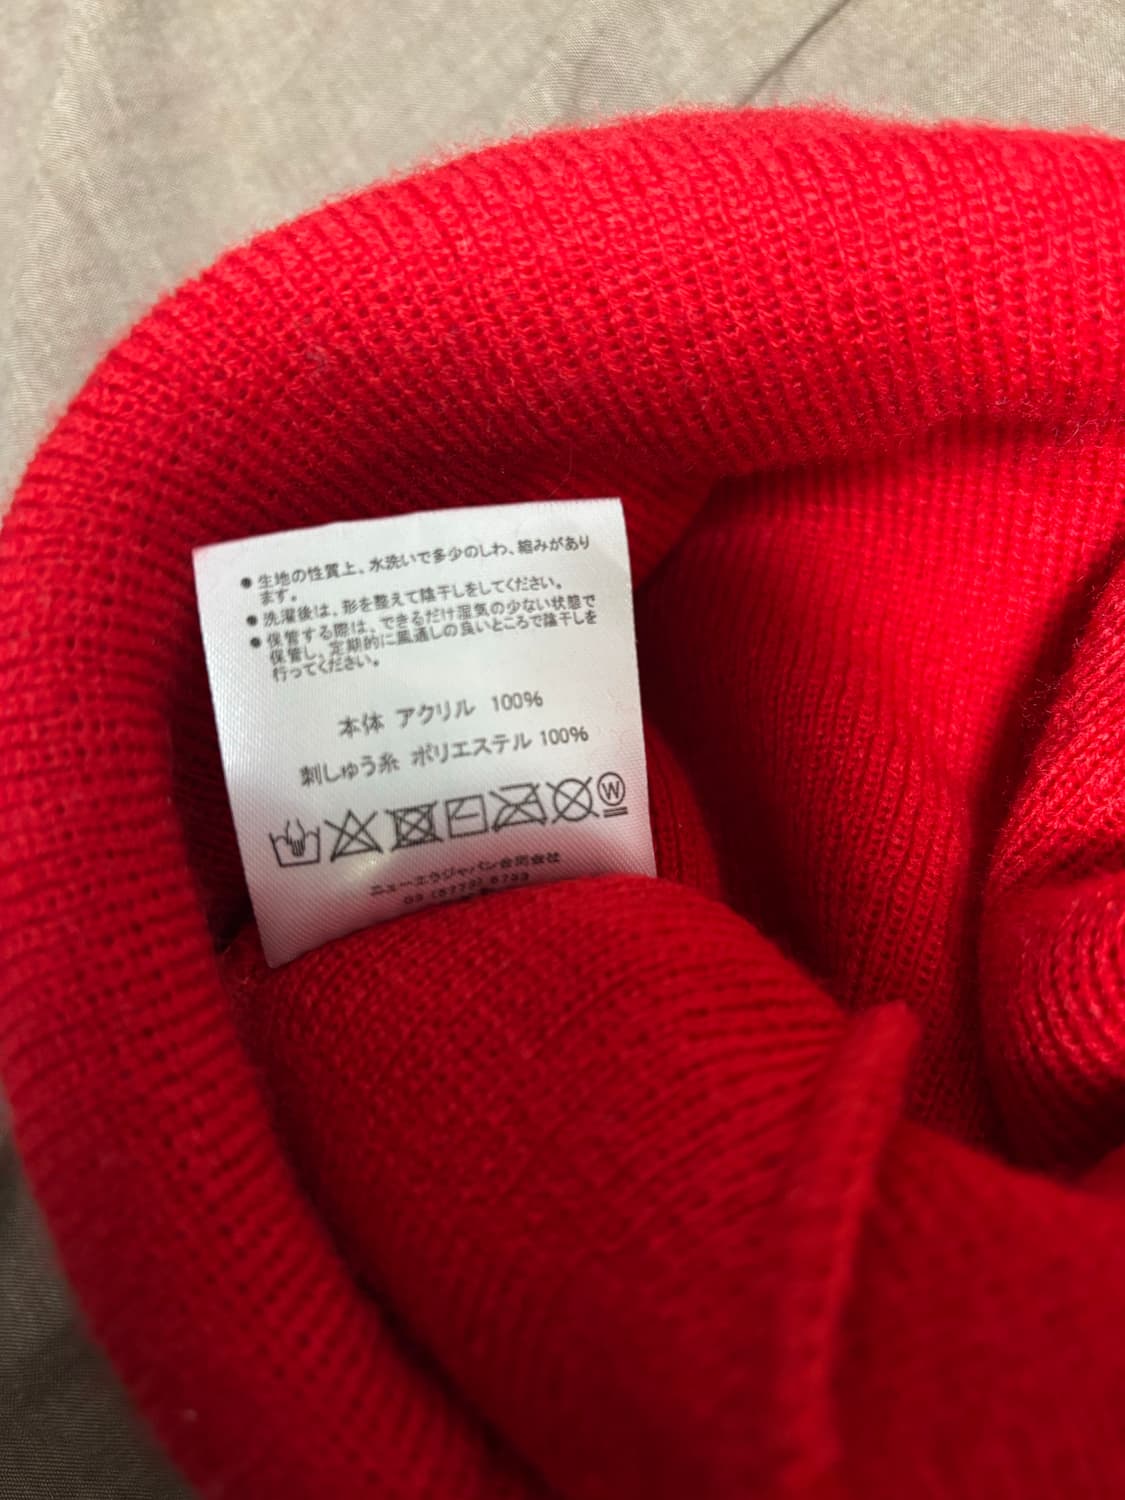 ● 生地の性質上、水洗いで多少のしわ、縮みがあり
ます。
● 洗濯後は、形を整えて陰干しをしてください。
● 保管する際は、できるだけ湿気の少ない状態で
保管し、定期的に風通しの良いところで陰干しを
行ってください。
本体 アクリル 100%
刺しゅう糸 ポリエステル 100%
W
ニューエラジャパン合同会社